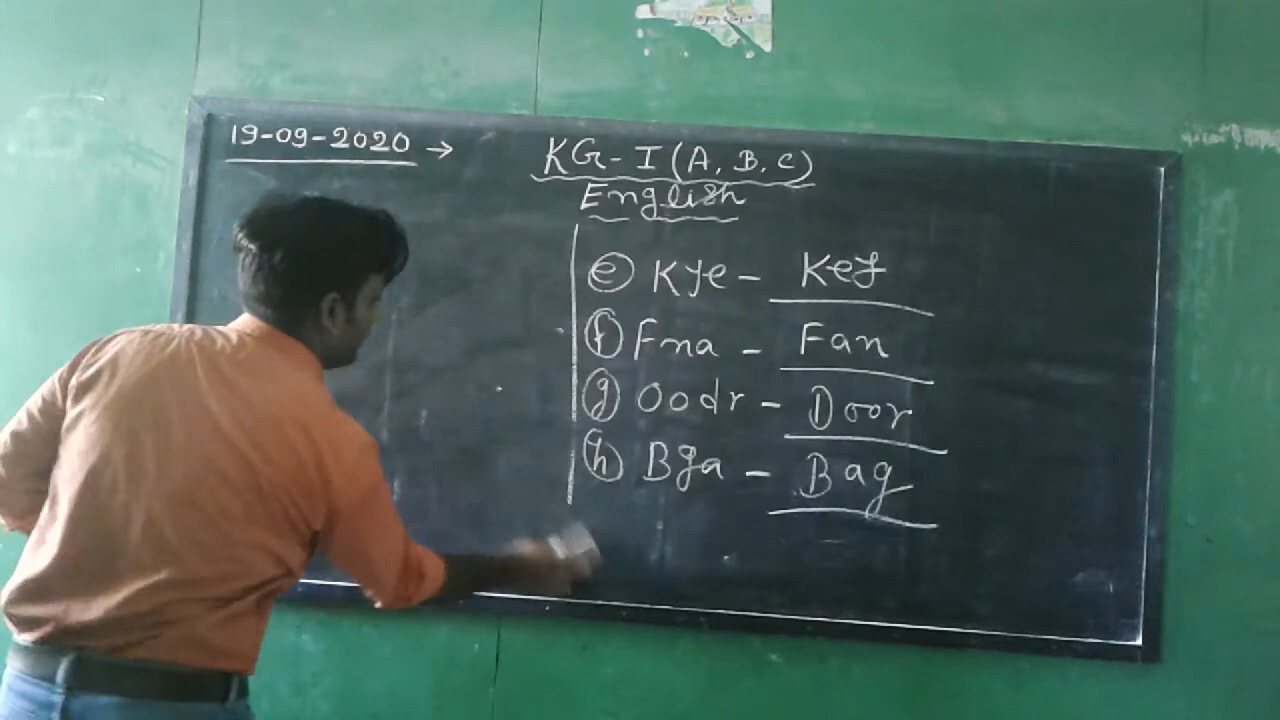 19-09-2020 → KG-I (A, B, C)
English
(e) Kye - Key
(f) Fna - Fan
(g) Oodr - Door
(h) Bga - Bag